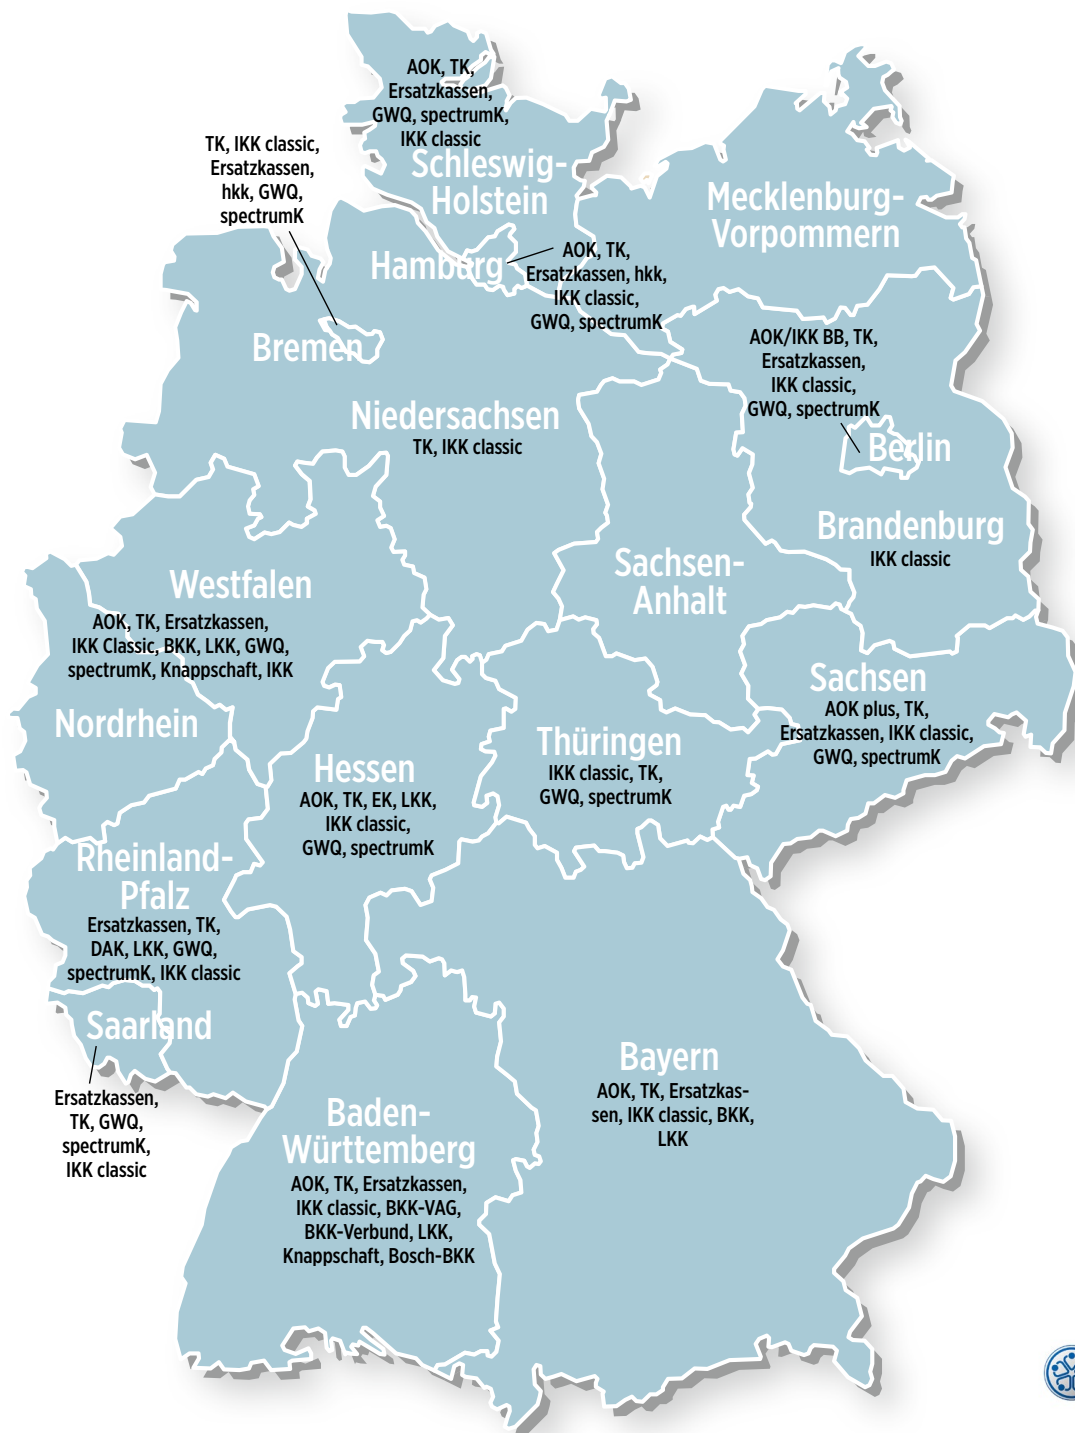 AOK, TK,
Ersatzkassen,
GWQ, spectrumK,
IKK classic
Schleswig-
Holstein
TK, IKK classic,
Ersatzkassen,
hkk, GWQ,
spectrumK
Mecklenburg-
Vorpommern
Hamburg
AOK, TK,
Ersatzkassen, hkk,
IKK classic,
GWQ, spectrumK
Bremen
AOK/IKK BB, TK,
Ersatzkassen,
IKK classic,
GWQ, spectrumK
Berlin
Niedersachsen
TK, IKK classic
Brandenburg
IKK classic
Sachsen-
Anhalt
Westfalen
AOK, TK, Ersatzkassen,
IKK Classic, BKK, LKK, GWQ,
spectrumK, Knappschaft, IKK
Nordrhein
Sachsen
AOK plus, TK,
Ersatzkassen, IKK classic,
GWQ, spectrumK
Thüringen
IKK classic, TK,
GWQ, spectrumK
Hessen
AOK, TK, EK, LKK,
IKK classic,
GWQ, spectrumK
Rheinland-
Pfalz
Ersatzkassen, TK,
DAK, LKK, GWQ,
spectrumK, IKK classic
Saarland
Ersatzkassen,
TK, GWQ,
spectrumK,
IKK classic
Bayern
AOK, TK, Ersatzkas-
sen, IKK classic, BKK,
LKK
Baden-
Württemberg
AOK, TK, Ersatzkassen,
IKK classic, BKK-VAG,
BKK-Verbund, LKK,
Knappschaft, Bosch-BKK